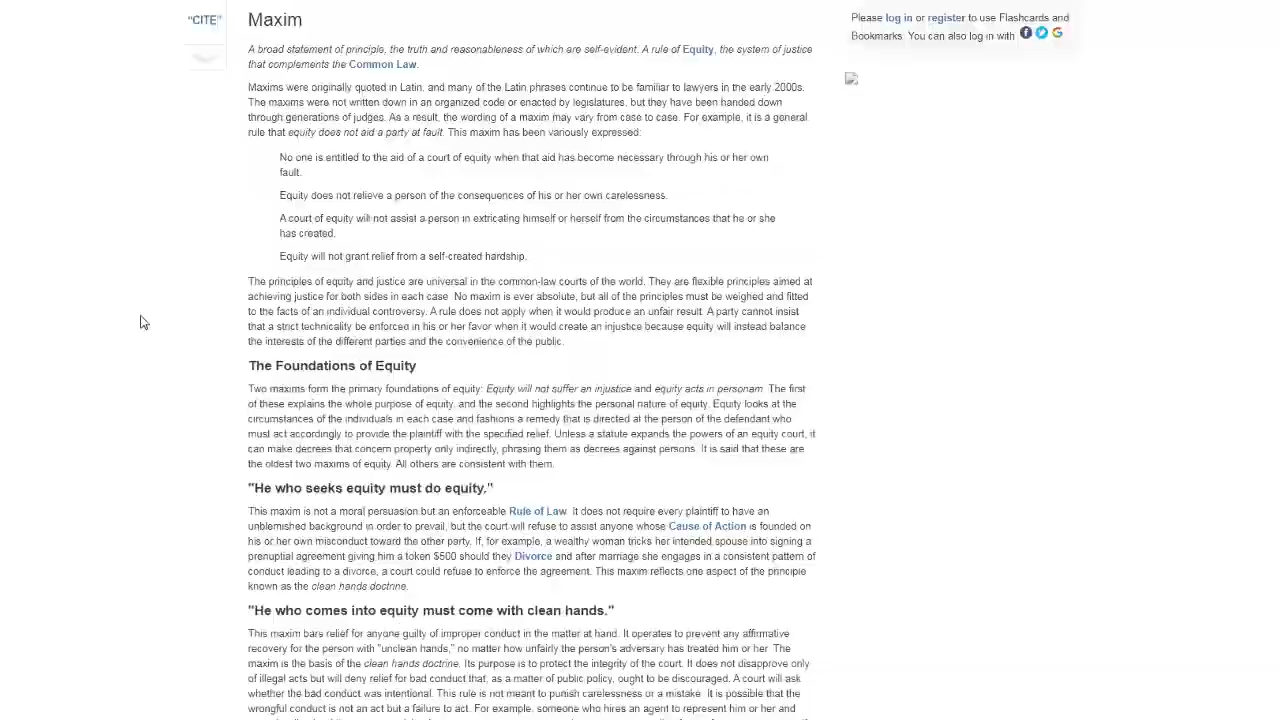 "CITE"
Maxim
A broad statement of principle, the truth and reasonableness of which are self-evident. A rule of Equity, the system of justice
that complements the Common Law.
Maxims were originally quoted in Latin, and many of the Latin phrases continue to be familiar to lawyers in the early 2000s.
The maxims were not written down in an organized code or enacted by legislatures, but they have been handed down
through generations of judges. As a result, the wording of a maxim may vary from case to case. For example, it is a general
rule that equity does not aid a party at fault. This maxim has been variously expressed:
No one is entitled to the aid of a court of equity when that aid has become necessary through his or her own
fault.
Equity does not relieve a person of the consequences of his or her own carelessness.
A court of equity will not assist a person in extricating himself or herself from the circumstances that he or she
has created.
Equity will not grant relief from a self-created hardship.
The principles of equity and justice are universal in the common-law courts of the world. They are flexible principles aimed at
achieving justice for both sides in each case. No maxim is ever absolute, but all of the principles must be weighed and fitted
to the facts of an individual controversy. A rule does not apply when it would produce an unfair result. A party cannot insist
that a strict technicality be enforced in his or her favor when it would create an injustice because equity will instead balance
the interests of the different parties and the convenience of the public.
The Foundations of Equity
Two maxims form the primary foundations of equity: Equity will not suffer an injustice and equity acts in personam. The first
of these explains the whole purpose of equity, and the second highlights the personal nature of equity. Equity looks at the
circumstances of the individuals in each case and fashions a remedy that is directed at the person of the defendant who
must act accordingly to provide the plaintiff with the specified relief. Unless a statute expands the powers of an equity court, it
can make decrees that concern property only indirectly, phrasing them as decrees against persons. It is said that these are
the oldest two maxims of equity. All others are consistent with them.
"He who seeks equity must do equity."
This maxim is not a moral persuasion but an enforceable Rule of Law. It does not require every plaintiff to have an
unblemished background in order to prevail, but the court will refuse to assist anyone whose Cause of Action is founded on
his or her own misconduct toward the other party. If, for example, a wealthy woman tricks her intended spouse into signing a
prenuptial agreement giving him a token $500 should they Divorce and after marriage she engages in a consistent pattern of
conduct leading to a divorce, a court could refuse to enforce the agreement. This maxim reflects one aspect of the principle
known as the clean hands doctrine.
"He who comes into equity must come with clean hands."
This maxim bars relief for anyone guilty of improper conduct in the matter at hand. It operates to prevent any affirmative
recovery for the person with "unclean hands," no matter how unfairly the person's adversary has treated him or her. The
maxim is the basis of the clean hands doctrine. Its purpose is to protect the integrity of the court. It does not disapprove only
of illegal acts but will deny relief for bad conduct that, as a matter of public policy, ought to be discouraged. A court will ask
whether the bad conduct was intentional. This rule is not meant to punish carelessness or a mistake. It is possible that the
wrongful conduct is not an act but a failure to act. For example, someone who hires an agent to represent him or her and
Please log in or register to use Flashcards and
Bookmarks. You can also log in with